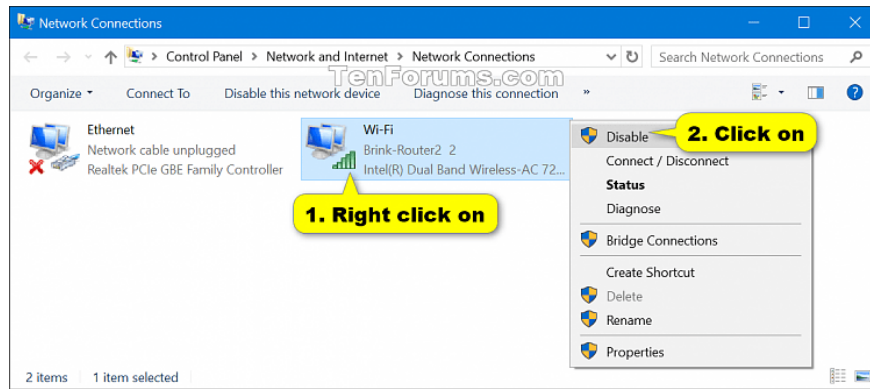 Network Connections
Control Panel > Network and Internet > Network Connections
Search Network Connections
TenForums.com
Organize
Connect To
Disable this network device
Diagnose this connection
»
?
Ethernet
Network cable unplugged
Realtek PCIe GBE Family Controller
Wi-Fi
Brink-Router2 2
Intel(R) Dual Band Wireless-AC 72...
1. Right click on
Disable
2. Click on
Connect / Disconnect
Status
Diagnose
Bridge Connections
Create Shortcut
Delete
Rename
Properties
2 items
1 item selected